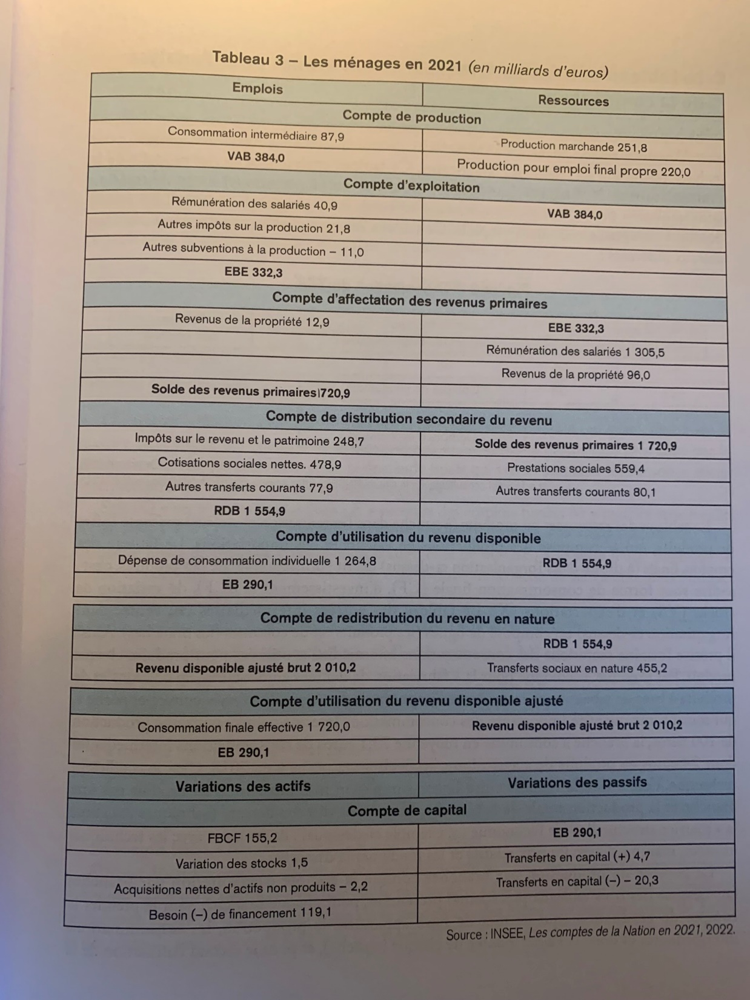 Tableau 3 – Les ménages en 2021 (en milliards d'euros)
Emplois
Ressources
Compte de production
Consommation intermédiaire 87,9
Production marchande 251,8
VAB 384,0
Production pour emploi final propre 220,0
Compte d'exploitation
Rémunération des salariés 40,9
VAB 384,0
Autres impôts sur la production 21,8
Autres subventions à la production – 11,0
EBE 332,3
Compte d'affectation des revenus primaires
Revenus de la propriété 12,9
EBE 332,3
Rémunération des salariés 1 305,5
Revenus de la propriété 96,0
Solde des revenus primaires\720,9
Compte de distribution secondaire du revenu
Impôts sur le revenu et le patrimoine 248,7
Solde des revenus primaires 1 720,9
Cotisations sociales nettes. 478,9
Prestations sociales 559,4
Autres transferts courants 77,9
Autres transferts courants 80,1
RDB 1 554,9
Compte d'utilisation du revenu disponible
Dépense de consommation individuelle 1 264,8
RDB 1 554,9
EB 290,1
Compte de redistribution du revenu en nature
RDB 1 554,9
Revenu disponible ajusté brut 2 010,2
Transferts sociaux en nature 455,2
Compte d'utilisation du revenu disponible ajusté
Consommation finale effective 1 720,0
Revenu disponible ajusté brut 2 010,2
EB 290,1
Variations des actifs
Variations des passifs
Compte de capital
FBCF 155,2
EB 290,1
Variation des stocks 1,5
Transferts en capital (+) 4,7
Acquisitions nettes d'actifs non produits – 2,2
Transferts en capital (–) – 20,3
Besoin (–) de financement 119,1
Source : INSEE, Les comptes de la Nation en 2021, 2022.